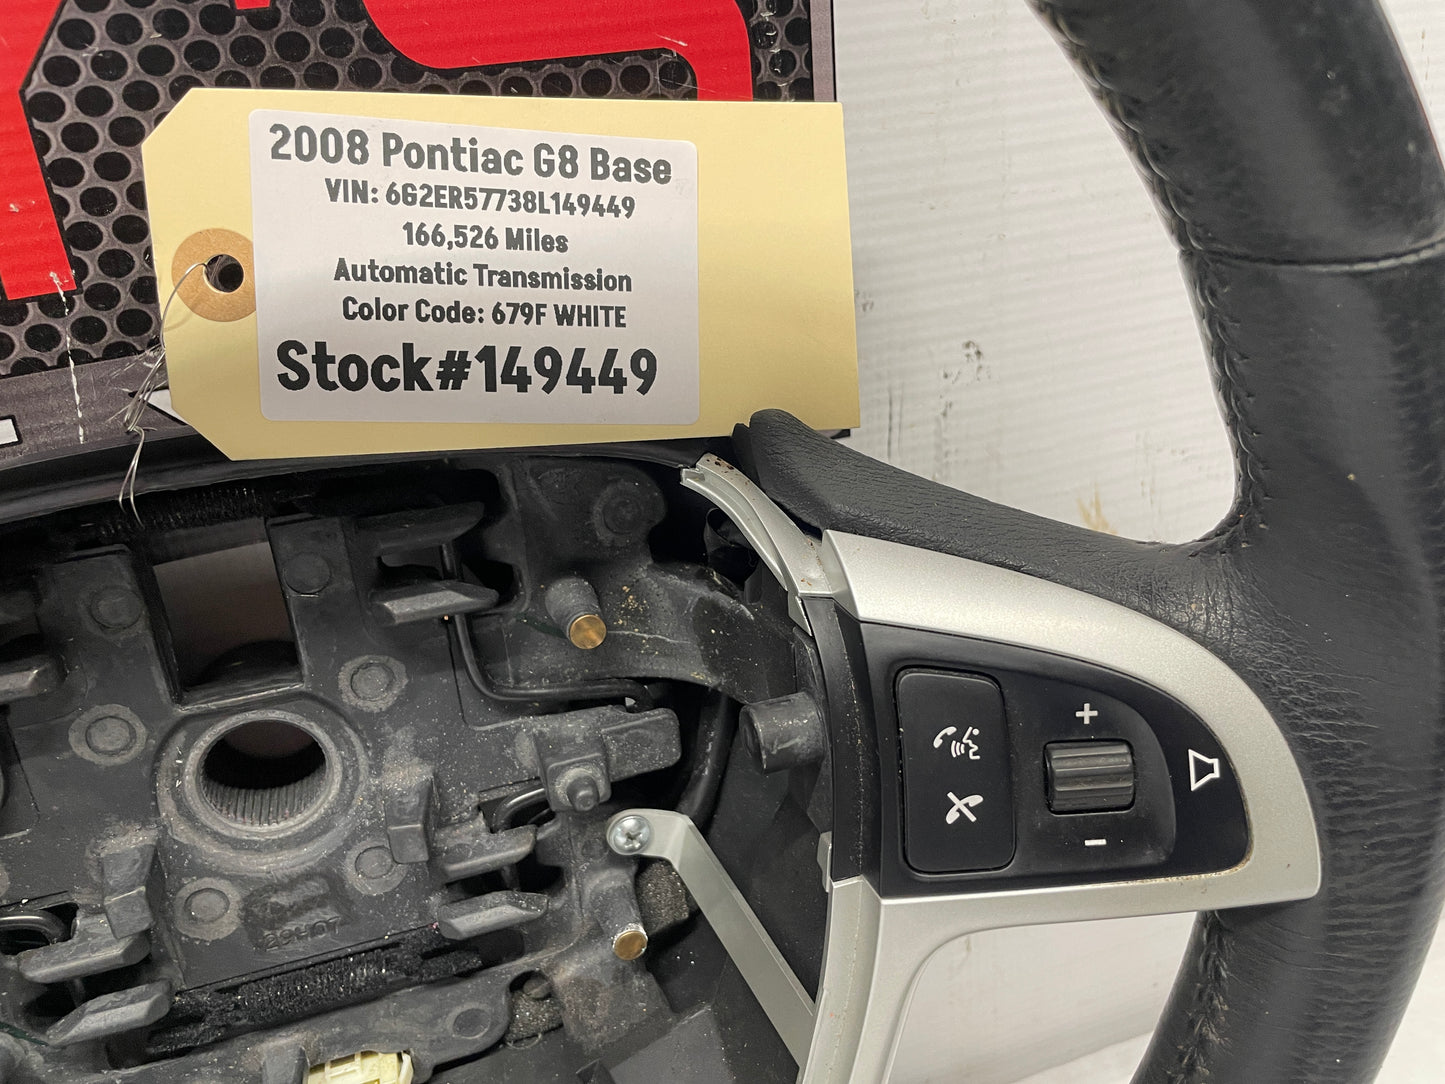 2008 Pontiac G8 Base
VIN: 6G2ER57738L149449
166,526 Miles
Automatic Transmission
Color Code: 679F WHITE
Stock#149449
+
−